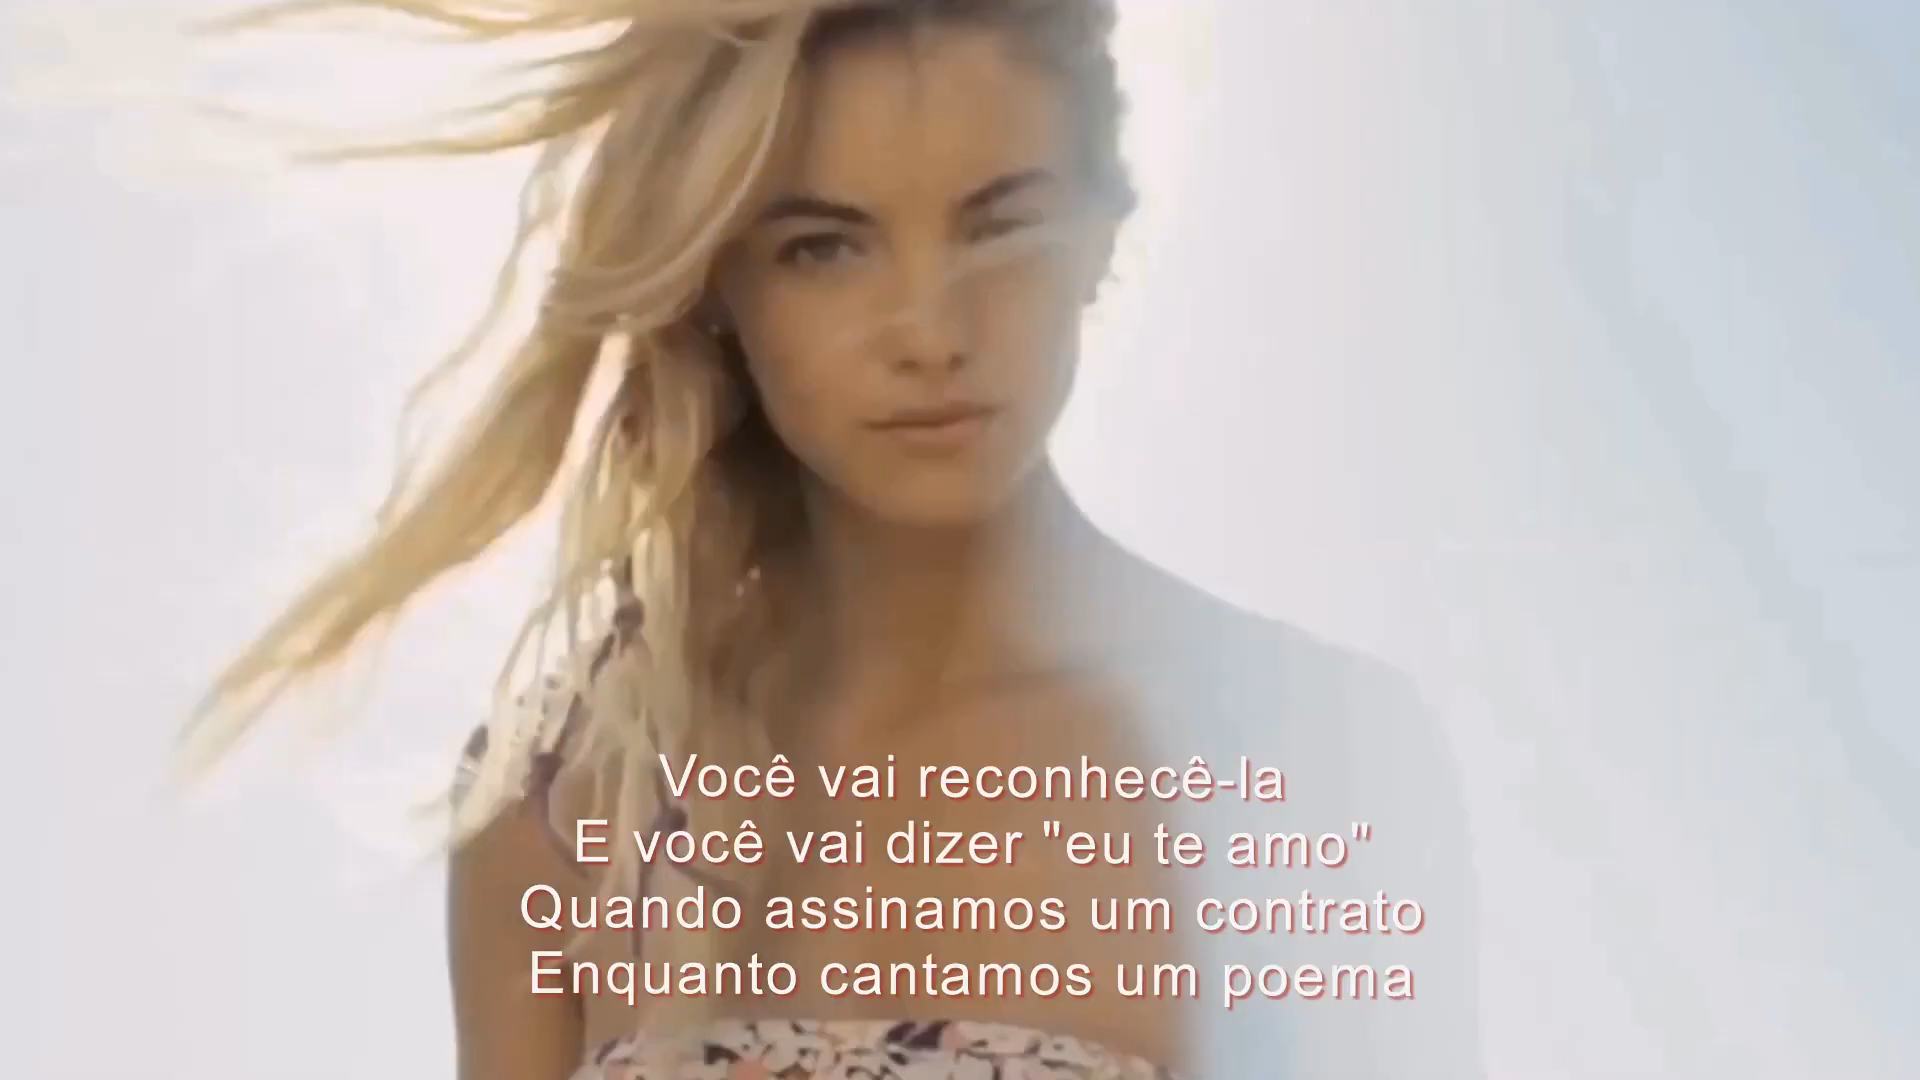 Você vai reconhecê-la
E você vai dizer "eu te amo"
Quando assinamos um contrato
Enquanto cantamos um poema